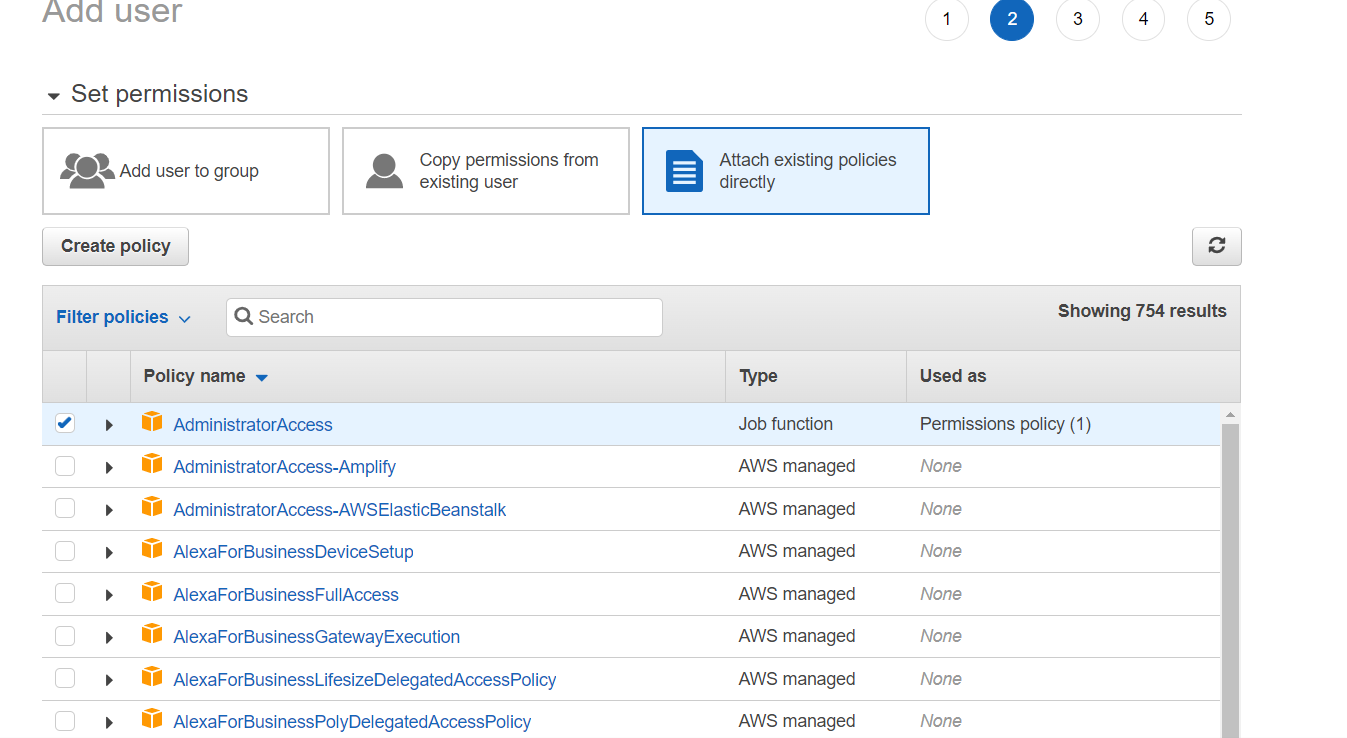 Add user
1 2 3 4 5
Set permissions
Add user to group
Copy permissions from
existing user
Attach existing policies
directly
Create policy
Filter policies
Search
Showing 754 results
Policy name Type Used as
AdministratorAccess Job function Permissions policy (1)
AdministratorAccess-Amplify AWS managed None
AdministratorAccess-AWSElasticBeanstalk AWS managed None
AlexaForBusinessDeviceSetup AWS managed None
AlexaForBusinessFullAccess AWS managed None
AlexaForBusinessGatewayExecution AWS managed None
AlexaForBusinessLifesizeDelegatedAccessPolicy AWS managed None
AlexaForBusinessPolyDelegatedAccessPolicy AWS managed None